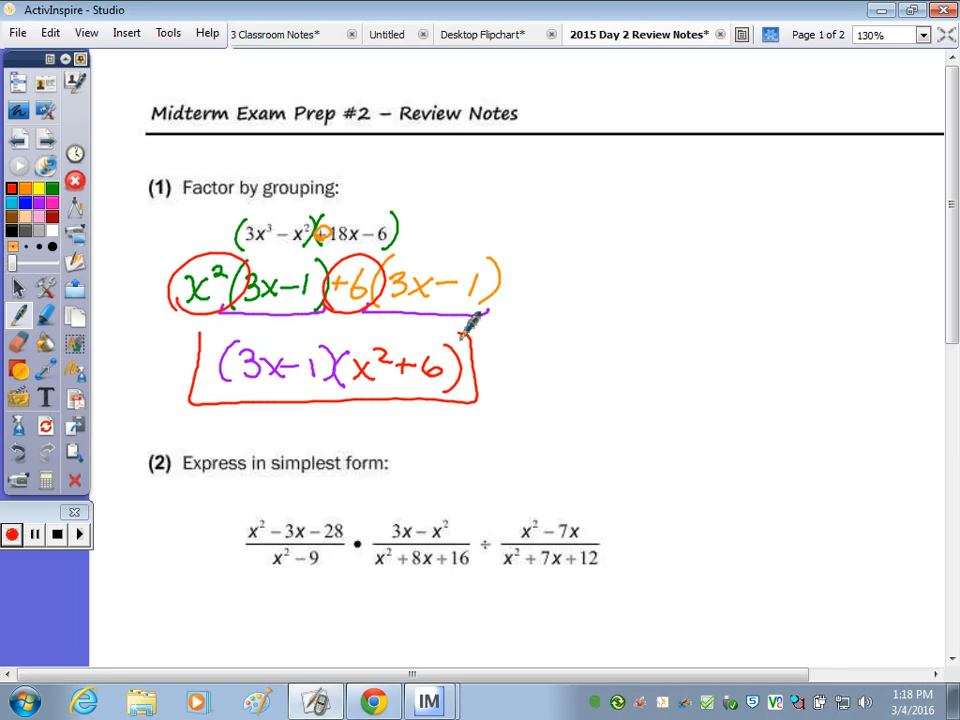 ActivInspire - Studio
File Edit View Insert Tools Help 3 Classroom Notes* Untitled Desktop Flipchart* 2015 Day 2 Review Notes* Page 1 of 2 130%
Midterm Exam Prep #2 – Review Notes
(1) Factor by grouping:
(3x³ – x²)(+18x – 6)
x²(3x–1)+6(3x–1)
(3x–1)(x²+6)
(2) Express in simplest form:
x² – 3x – 28 3x – x² x² – 7x
• ÷
x² – 9 x² + 8x + 16 x² + 7x + 12
IM
1:18 PM
3/4/2016